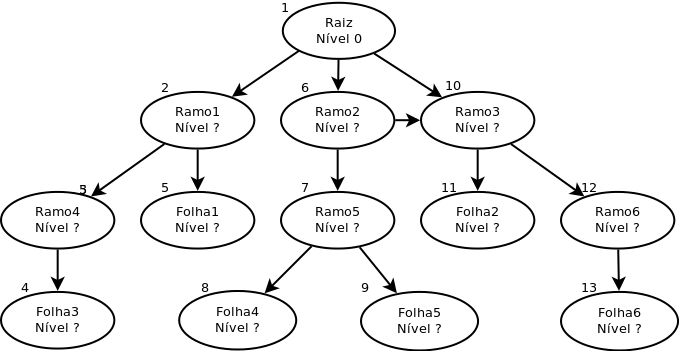 1
Raiz
Nível 0
2
6
10
Ramo1
Nível ?
Ramo2
Nível ?
Ramo3
Nível ?
5
7
11
12
Ramo4
Nível ?
Folha1
Nível ?
Ramo5
Nível ?
Folha2
Nível ?
Ramo6
Nível ?
4
8
9
13
Folha3
Nível ?
Folha4
Nível ?
Folha5
Nível ?
Folha6
Nível ?